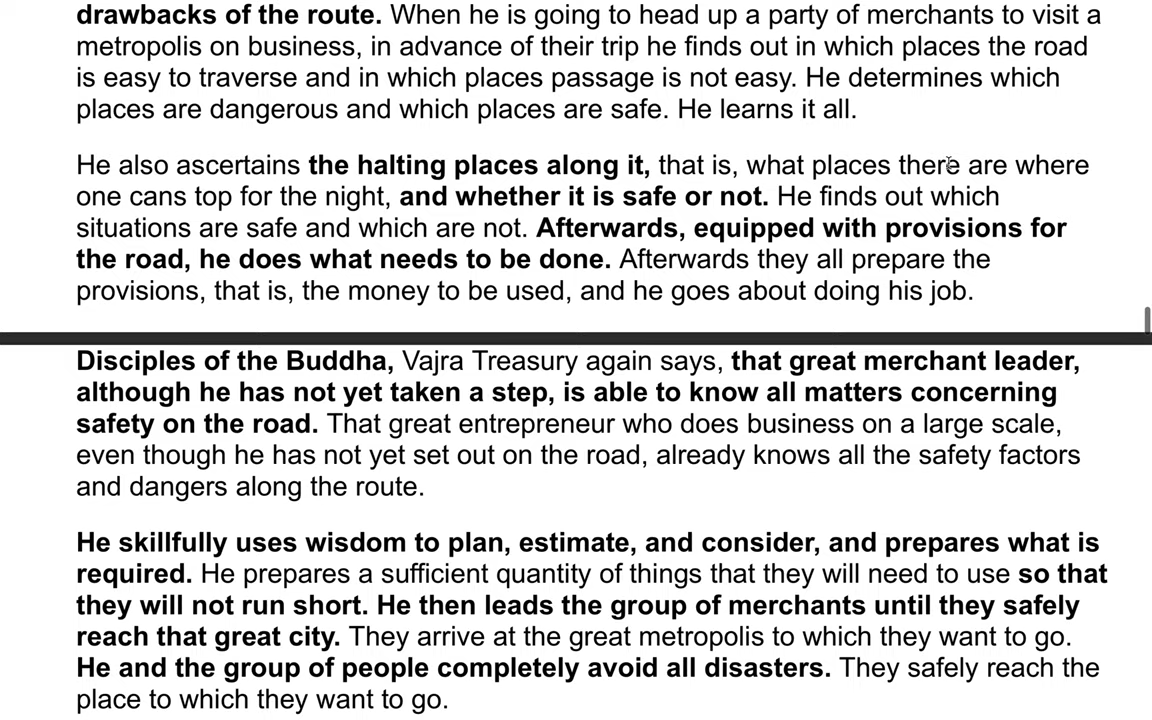 drawbacks of the route. When he is going to head up a party of merchants to visit a
metropolis on business, in advance of their trip he finds out in which places the road
is easy to traverse and in which places passage is not easy. He determines which
places are dangerous and which places are safe. He learns it all.
He also ascertains the halting places along it, that is, what places there are where
one cans top for the night, and whether it is safe or not. He finds out which
situations are safe and which are not. Afterwards, equipped with provisions for
the road, he does what needs to be done. Afterwards they all prepare the
provisions, that is, the money to be used, and he goes about doing his job.
Disciples of the Buddha, Vajra Treasury again says, that great merchant leader,
although he has not yet taken a step, is able to know all matters concerning
safety on the road. That great entrepreneur who does business on a large scale,
even though he has not yet set out on the road, already knows all the safety factors
and dangers along the route.
He skillfully uses wisdom to plan, estimate, and consider, and prepares what is
required. He prepares a sufficient quantity of things that they will need to use so that
they will not run short. He then leads the group of merchants until they safely
reach that great city. They arrive at the great metropolis to which they want to go.
He and the group of people completely avoid all disasters. They safely reach the
place to which they want to go.